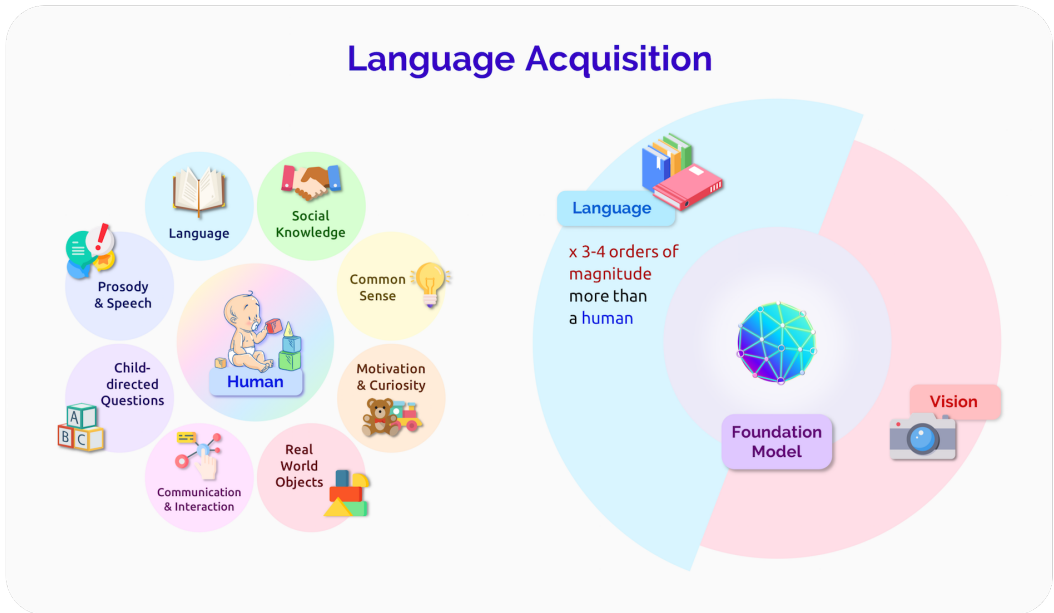 Language Acquisition
Language
Social
Knowledge
Prosody
& Speech
Common
Sense
Human
Child-
directed
Questions
Motivation
& Curiosity
A
B C
Communication
& Interaction
Real
World
Objects
Language
x 3-4 orders of
magnitude
more than
a human
Foundation
Model
Vision